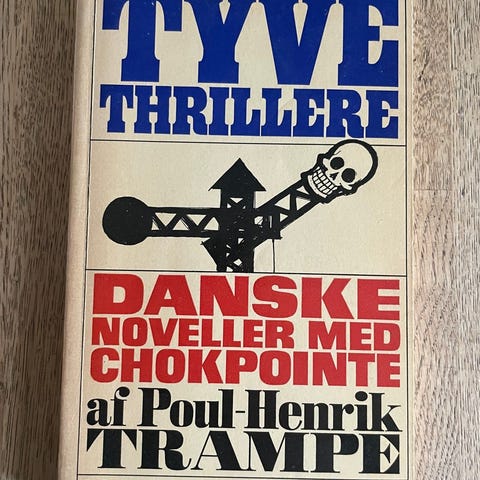 TYVE
THRILLERE
DANSKE
NOVELLER MED
CHOKPOINTE
af Poul-Henrik
TRAMPE